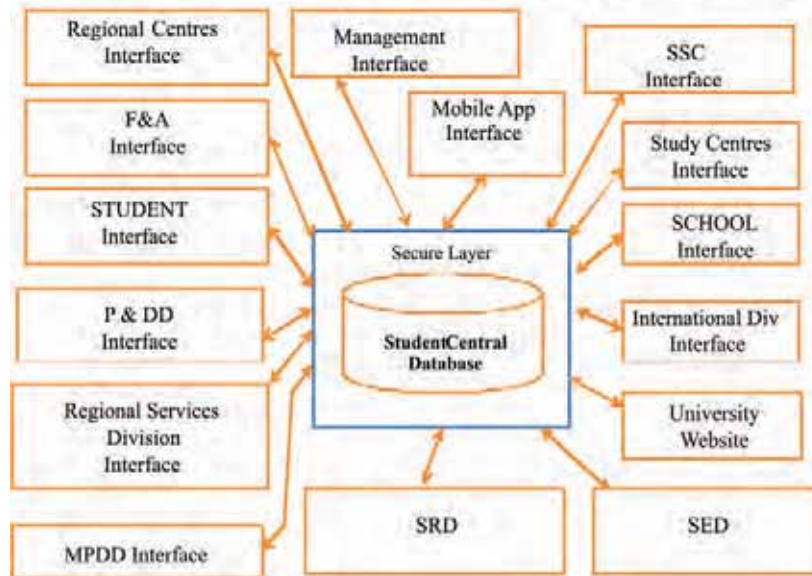 Regional Centres
Interface
Management
Interface
SSC
Interface
F&A
Interface
Mobile App
Interface
Study Centres
Interface
STUDENT
Interface
SCHOOL
Interface
Secure Layer
StudentCentral
Database
P & DD
Interface
International Div
Interface
Regional Services
Division
Interface
University
Website
MPDD Interface
SRD
SED